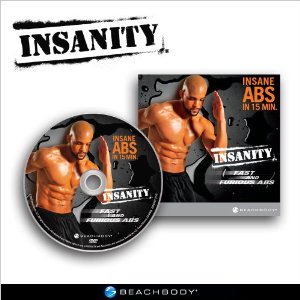 INSANITY
INSANE
ABS
IN 15 MIN.
INSANITY
FAST
AND
FURIOUS ABS
BEACHBODY
INSANE
ABS
IN 15 MIN.
INSANITY
FAST
AND
FURIOUS ABS
DVD
BEACHBODY